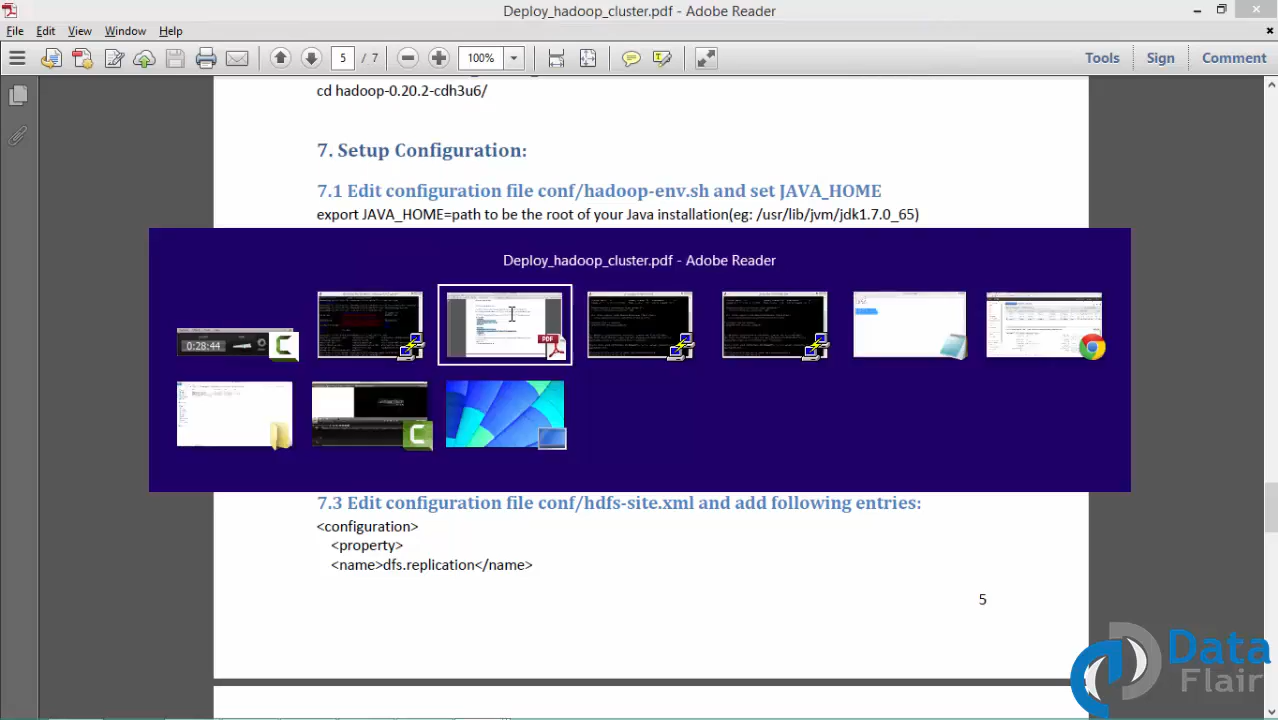 Deploy_hadoop_cluster.pdf - Adobe Reader
File Edit View Window Help
5 / 7 100% Tools Sign Comment
cd hadoop-0.20.2-cdh3u6/
7. Setup Configuration:
7.1 Edit configuration file conf/hadoop-env.sh and set JAVA_HOME
export JAVA_HOME=path to be the root of your Java installation(eg: /usr/lib/jvm/jdk1.7.0_65)
Deploy_hadoop_cluster.pdf - Adobe Reader
0:28:44
PDF
7.3 Edit configuration file conf/hdfs-site.xml and add following entries:
<configuration>
<property>
<name>dfs.replication</name>
5
Data
Flair